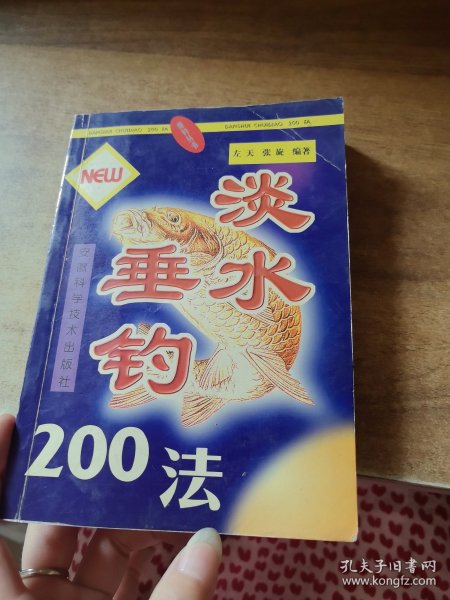 DANSHUI CHUIDIAO 200 FA
DANSHUI CHUIDIAO 200 FA
NEW
左天 张旋 编著
淡水
垂钓
200法
安徽科学技术出版社
孔夫子旧书网
www.kongfz.com